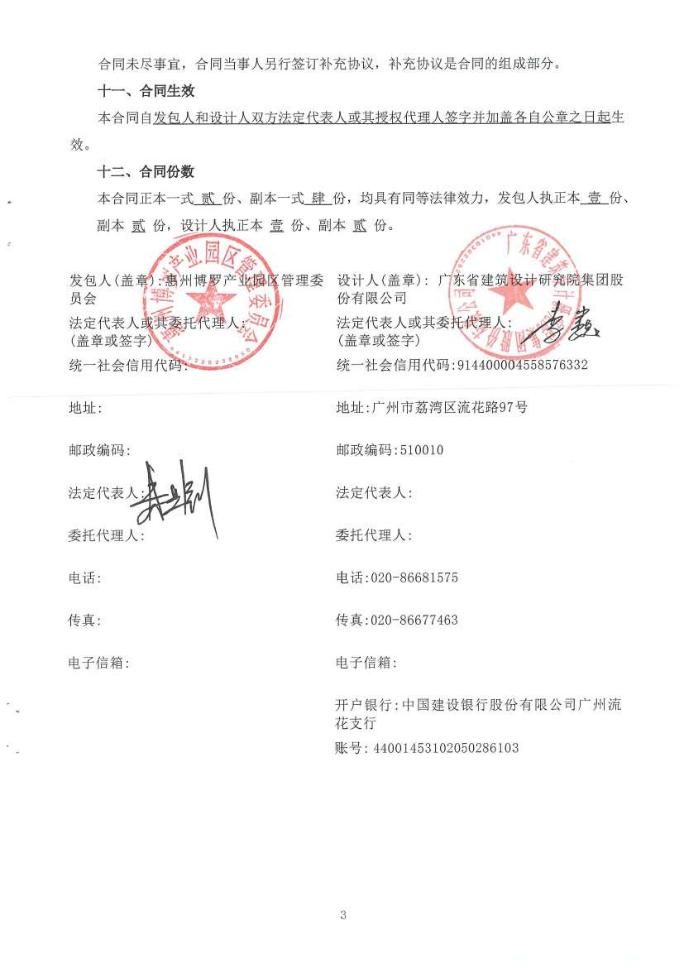 合同未尽事宜，合同当事人另行签订补充协议，补充协议是合同的组成部分。
十一、合同生效
本合同自发包人和设计人双方法定代表人或其授权代理人签字并加盖各自公章之日起生
效。
十二、合同份数
本合同正本一式 贰 份、副本一式 肆 份，均具有同等法律效力，发包人执正本 壹 份、
副本 贰 份，设计人执正本 壹 份、副本 贰 份。
发包人(盖章):惠州博罗产业园区管理委
员会
法定代表人或其委托代理人:
(盖章或签字)
统一社会信用代码:
地址:
邮政编码:
法定代表人:
委托代理人:
电话:
传真:
电子信箱:
设计人(盖章): 广东省建筑设计研究院集团股
份有限公司
法定代表人或其委托代理人:
(盖章或签字)
统一社会信用代码:914400004558576332
地址:广州市荔湾区流花路97号
邮政编码:510010
法定代表人:
委托代理人:
电话:020-86681575
传真:020-86677463
电子信箱:
开户银行:中国建设银行股份有限公司广州流
花支行
账号: 44001453102050286103
惠州博罗产业园区管理委员会
3